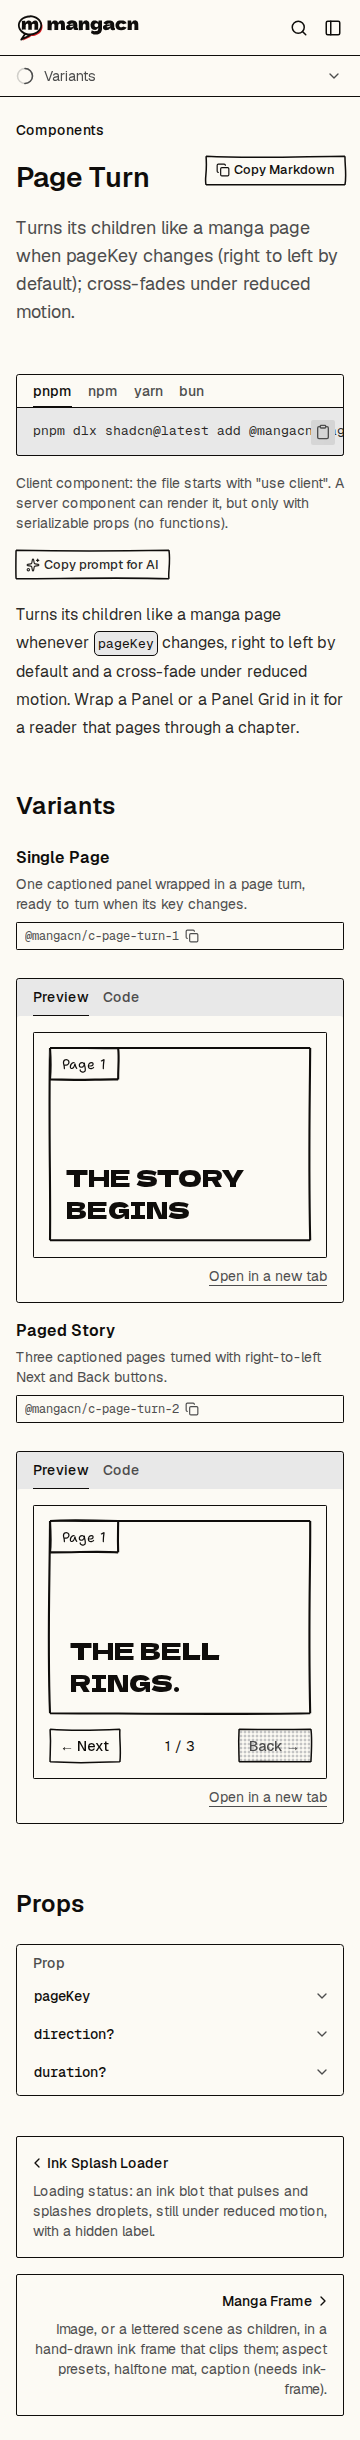 mangacn
Variants
Components
Page Turn
Copy Markdown
Turns its children like a manga page
when pageKey changes (right to left by
default); cross-fades under reduced
motion.
pnpm npm yarn bun
pnpm dlx shadcn@latest add @mangacn
Client component: the file starts with "use client". A
server component can render it, but only with
serializable props (no functions).
Copy prompt for AI
Turns its children like a manga page
whenever pageKey changes, right to left by
default and a cross-fade under reduced
motion. Wrap a Panel or a Panel Grid in it for
a reader that pages through a chapter.
Variants
Single Page
One captioned panel wrapped in a page turn,
ready to turn when its key changes.
@mangacn/c-page-turn-1
Preview Code
Page 1
THE STORY
BEGINS
Open in a new tab
Paged Story
Three captioned pages turned with right-to-left
Next and Back buttons.
@mangacn/c-page-turn-2
Preview Code
Page 1
THE BELL
RINGS.
← Next 1 / 3 Back →
Open in a new tab
Props
Prop
pageKey
direction?
duration?
Ink Splash Loader
Loading status: an ink blot that pulses and
splashes droplets, still under reduced motion,
with a hidden label.
Manga Frame
Image, or a lettered scene as children, in a
hand-drawn ink frame that clips them; aspect
presets, halftone mat, caption (needs ink-
frame).